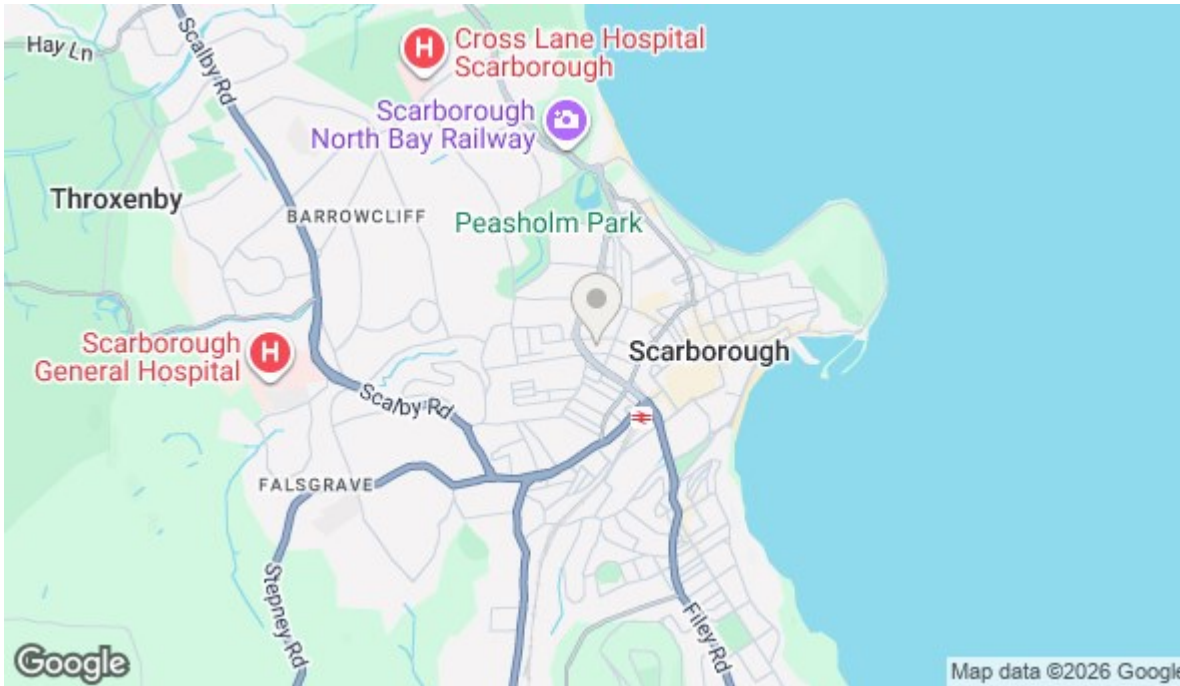 Hay Ln
Scalby Rd
Cross Lane Hospital
Scarborough
Scarborough
North Bay Railway
Throxenby
BARROWCLIFF
Peasholm Park
Scarborough
General Hospital
Scarborough
Scalby Rd
FALSGRAVE
Stepney Rd
Filey Rd
Google
Map data ©2026 Google